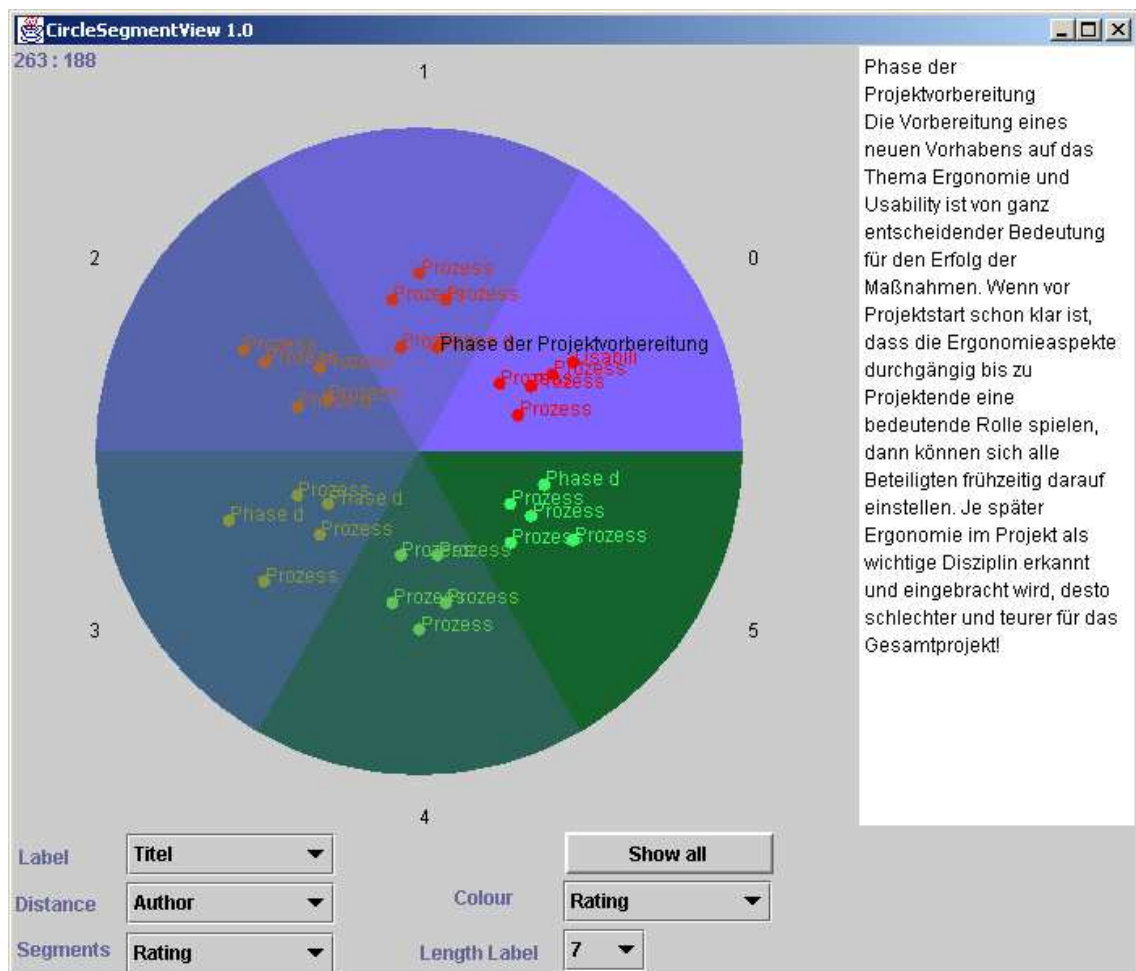 CircleSegmentView 1.0
263 : 188
1
2
0
Prozess
Prozess
Prozess
Phase der Projektvorbereitung
Usabili
Prozess
Prozess
Prozess
Prozess
Prozess
Prozess
Prozess
Prozess
Phase d
Phase d
Prozess
Prozess
Phase d
Prozess
Prozess
Prozess
Prozess
Prozess
Prozess
Prozess
Prozess
Prozess
Prozess
3
5
4
Phase der
Projektvorbereitung
Die Vorbereitung eines
neuen Vorhabens auf das
Thema Ergonomie und
Usability ist von ganz
entscheidender Bedeutung
für den Erfolg der
Maßnahmen. Wenn vor
Projektstart schon klar ist,
dass die Ergonomieaspekte
durchgängig bis zu
Projektende eine
bedeutende Rolle spielen,
dann können sich alle
Beteiligten frühzeitig darauf
einstellen. Je später
Ergonomie im Projekt als
wichtige Disziplin erkannt
und eingebracht wird, desto
schlechter und teurer für das
Gesamtprojekt!
Label Titel Show all
Distance Author Colour Rating
Segments Rating Length Label 7